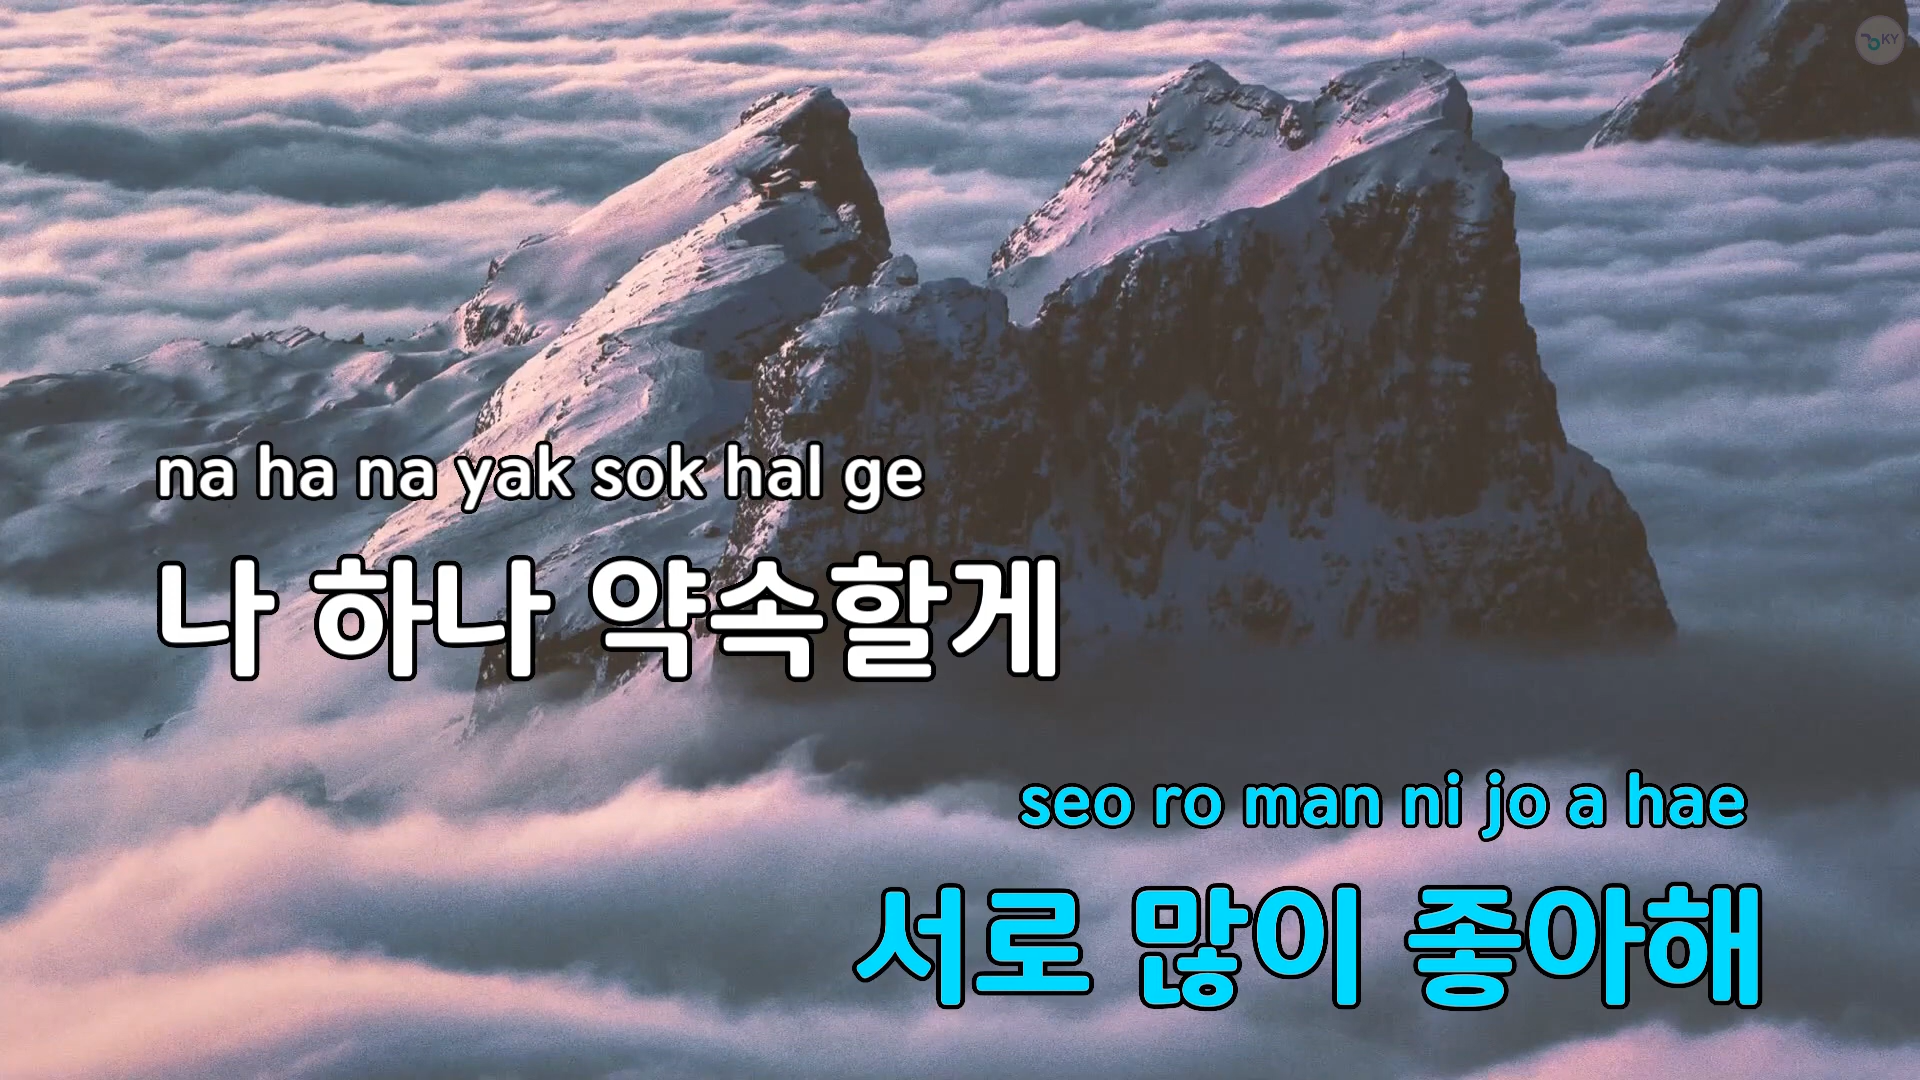 KY
na ha na yak sok hal ge
나 하나 약속할게
seo ro man ni jo a hae
서로 많이 좋아해